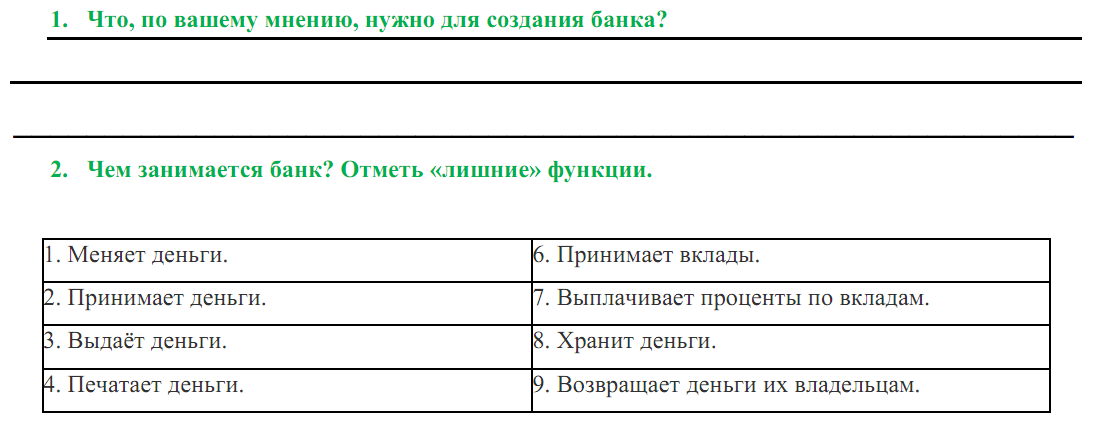 1. Что, по вашему мнению, нужно для создания банка?
2. Чем занимается банк? Отметь «лишние» функции.
1. Меняет деньги.
6. Принимает вклады.
2. Принимает деньги.
7. Выплачивает проценты по вкладам.
3. Выдаёт деньги.
8. Хранит деньги.
4. Печатает деньги.
9. Возвращает деньги их владельцам.